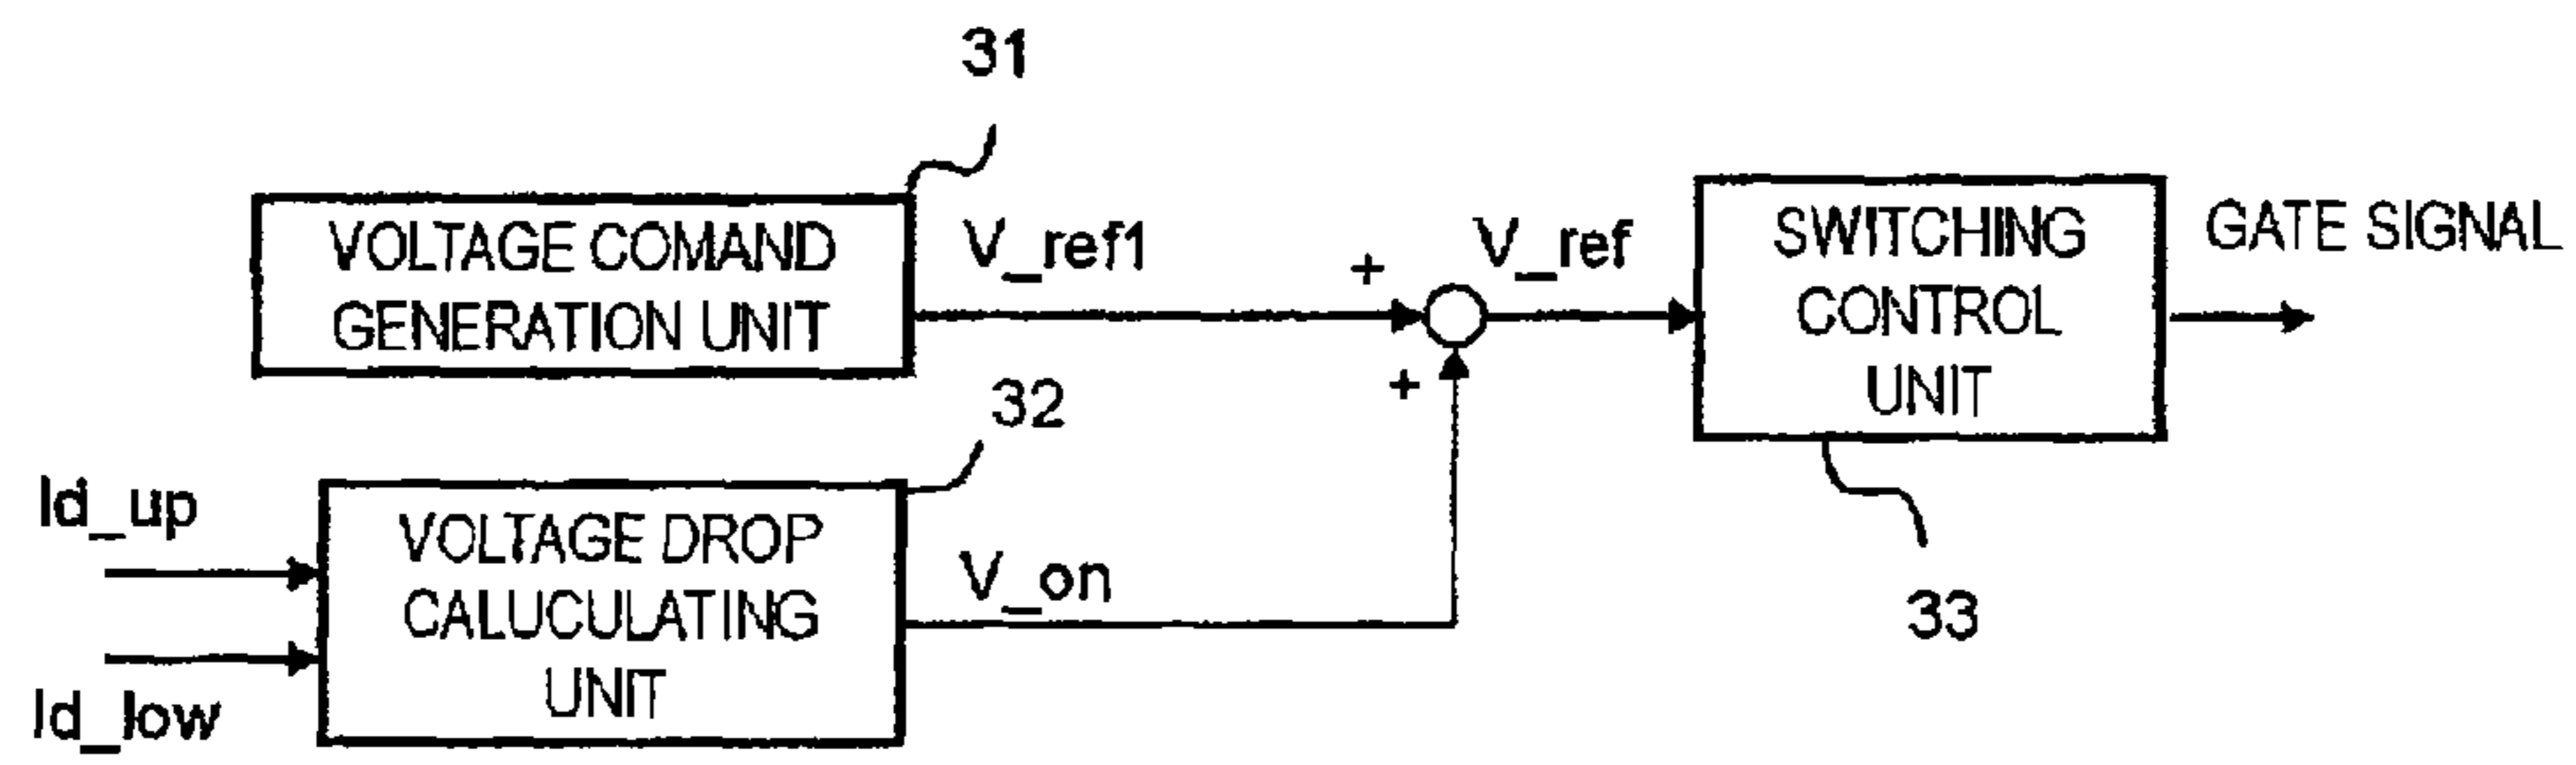 31
VOLTAGE COMAND
GENERATION UNIT
V_ref1
+
V_ref
SWITCHING
CONTROL
UNIT
GATE SIGNAL
+
32
Id_up
VOLTAGE DROP
CALUCULATING
UNIT
V_on
33
Id_low